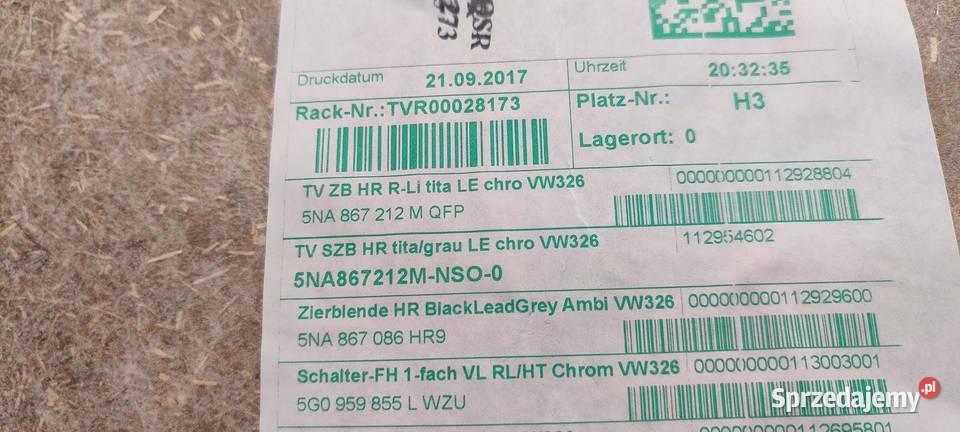 @SR
273
Druckdatum 21.09.2017 Uhrzeit 20:32:35
Rack-Nr.:TVR00028173 Platz-Nr.: H3
Lagerort: 0
TV ZB HR R-Li tita LE chro VW326 000000000112928804
5NA 867 212 M QFP
TV SZB HR tita/grau LE chro VW326 112954602
5NA867212M-NSO-0
Zierblende HR BlackLeadGrey Ambi VW326 000000000112929600
5NA 867 086 HR9
Schalter-FH 1-fach VL RL/HT Chrom VW326 000000000113003001
5G0 959 855 L WZU
000000000112695801
Sprzedajemy.pl